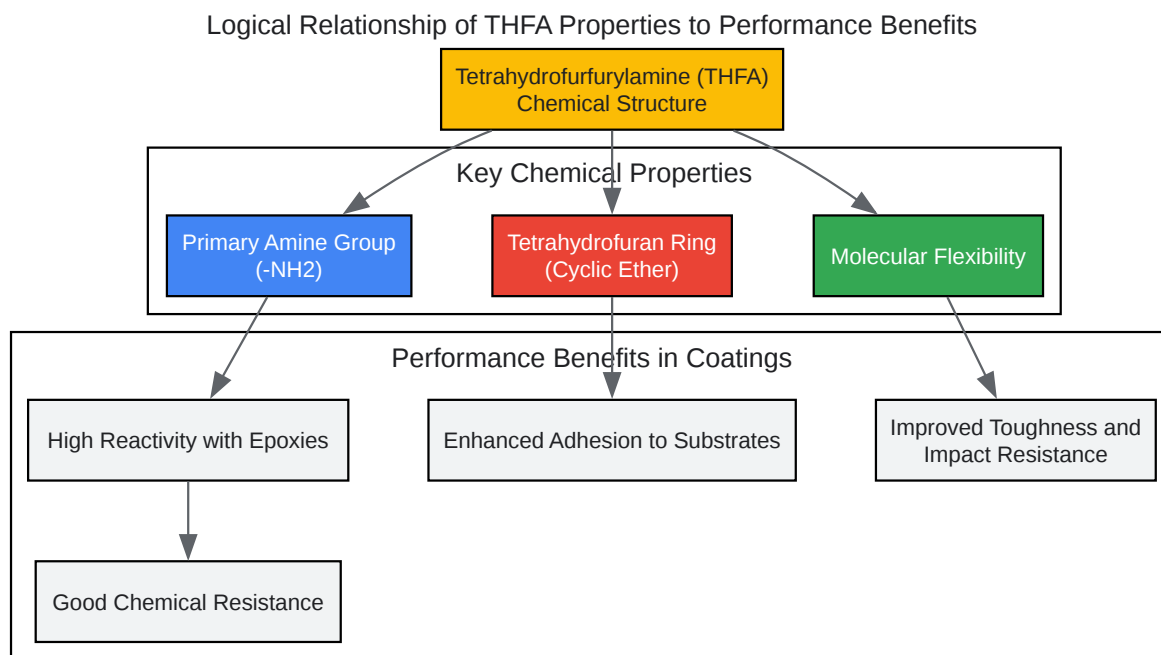 Logical Relationship of THFA Properties to Performance Benefits
Tetrahydrofurfurylamine (THFA)
Chemical Structure
Key Chemical Properties
Primary Amine Group
(-NH2)
Tetrahydrofuran Ring
(Cyclic Ether)
Molecular Flexibility
Performance Benefits in Coatings
High Reactivity with Epoxies
Enhanced Adhesion to Substrates
Improved Toughness and
Impact Resistance
Good Chemical Resistance